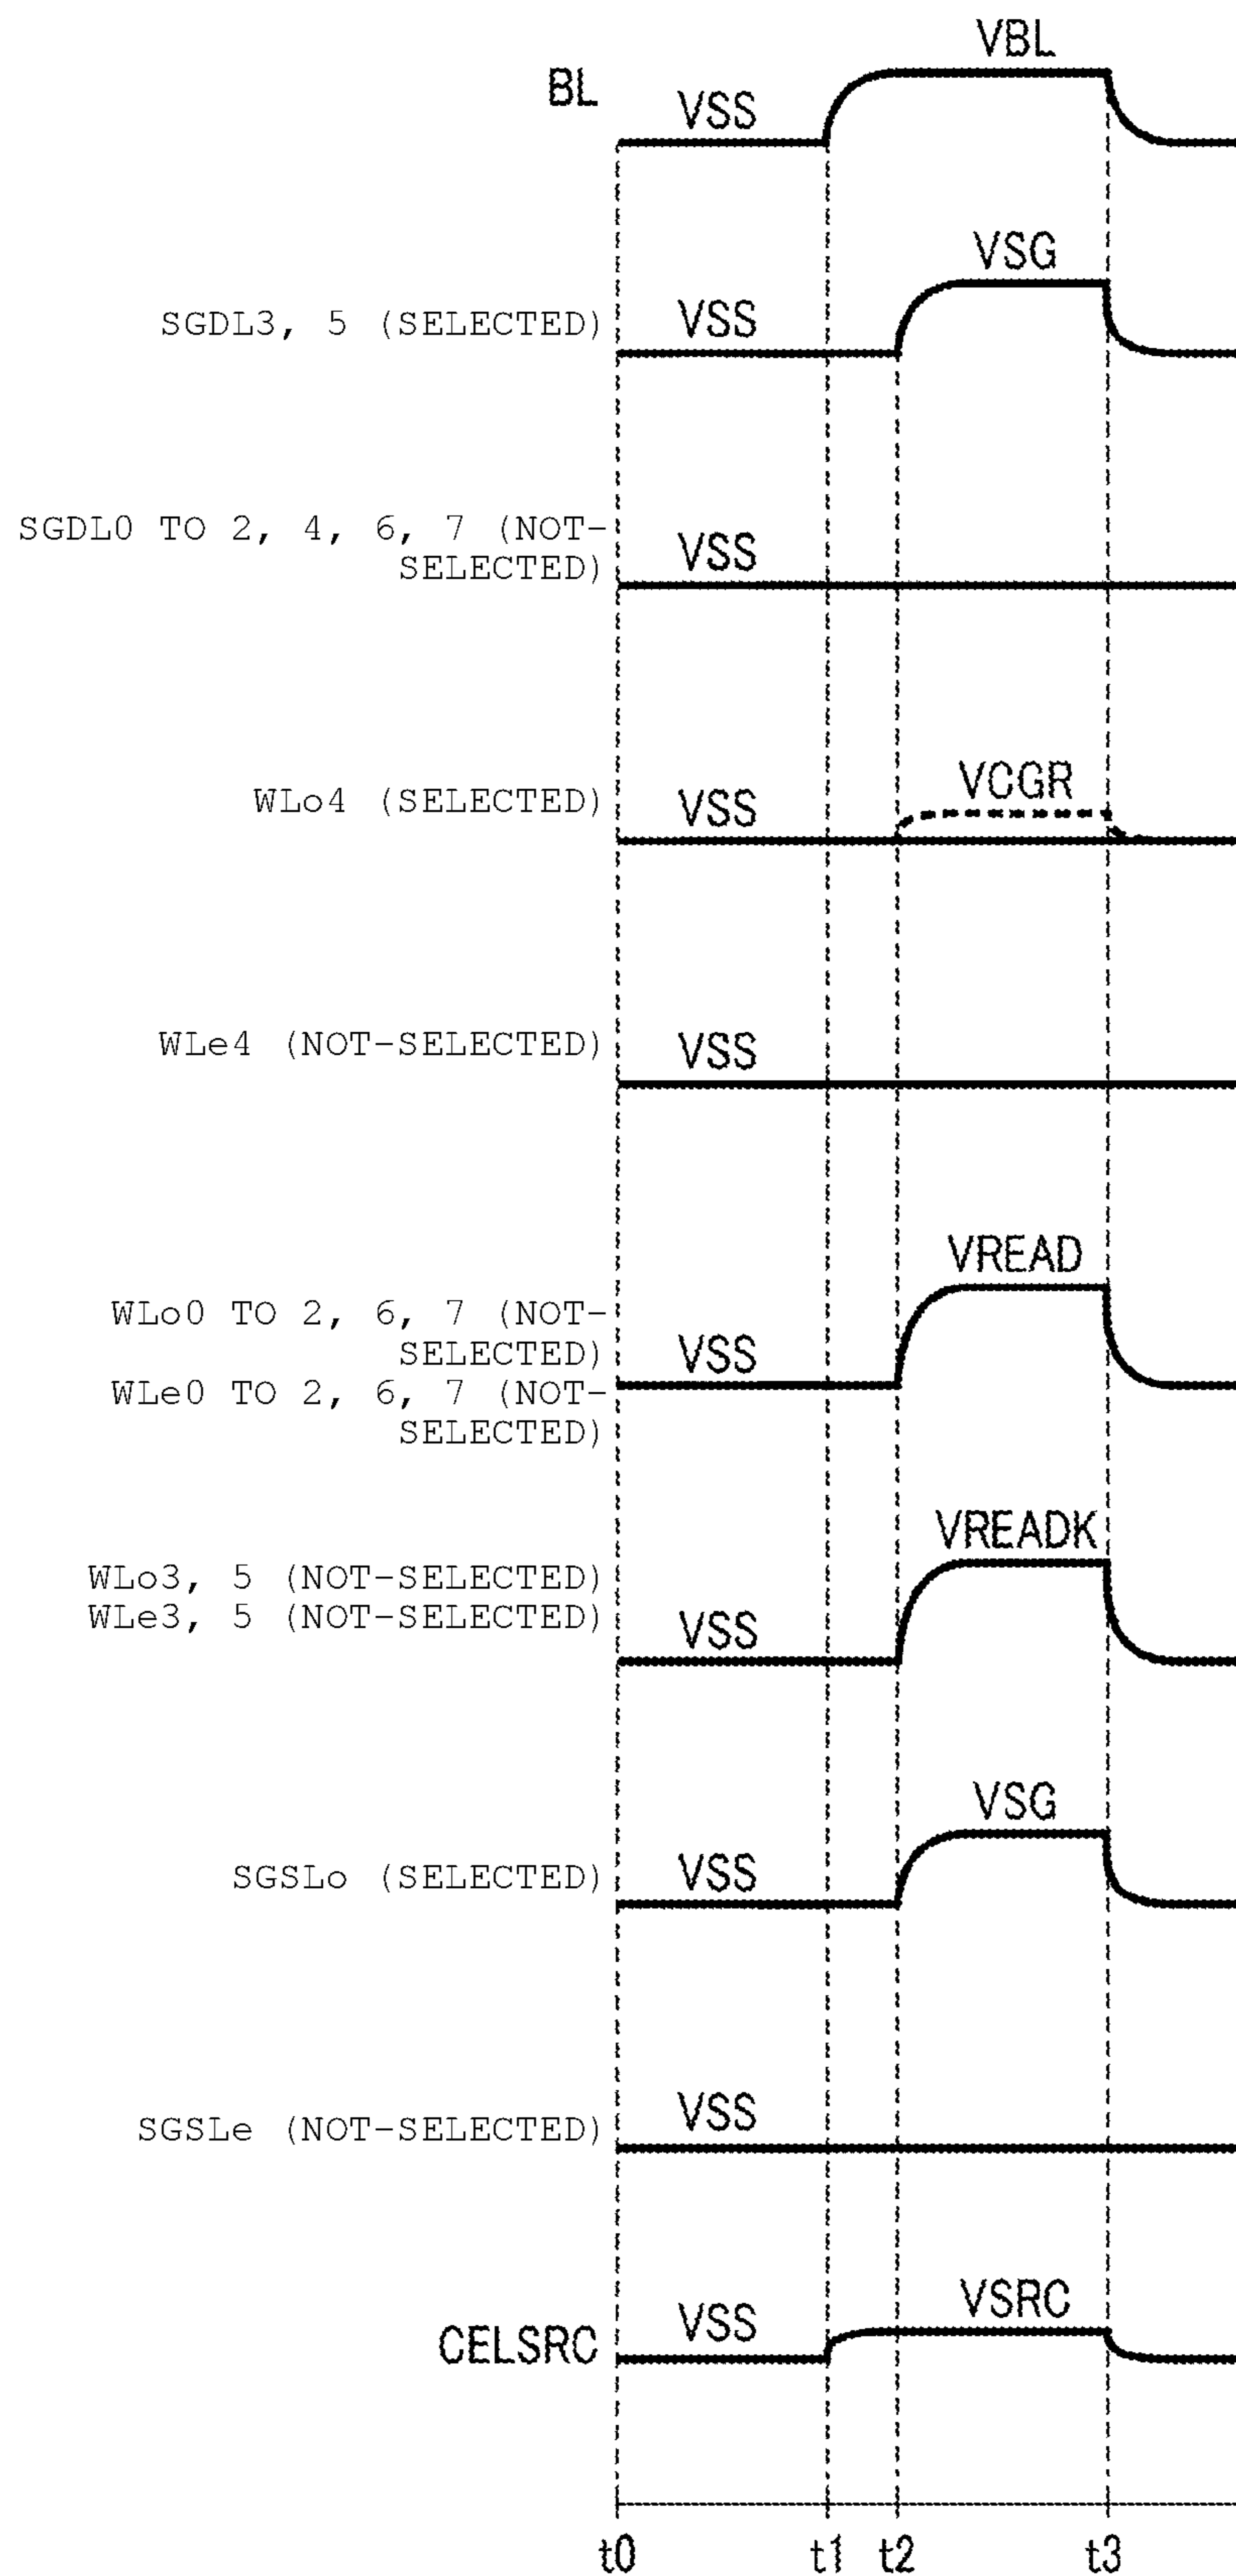 VBL
BL
VSS
VSG
SGDL3, 5 (SELECTED)
VSS
SGDL0 TO 2, 4, 6, 7 (NOT-
SELECTED)
VSS
VCGR
WLo4 (SELECTED)
VSS
WLe4 (NOT-SELECTED)
VSS
VREAD
WLo0 TO 2, 6, 7 (NOT-
SELECTED)
WLe0 TO 2, 6, 7 (NOT-
SELECTED)
VSS
VREADK
WLo3, 5 (NOT-SELECTED)
WLe3, 5 (NOT-SELECTED)
VSS
VSG
SGSLo (SELECTED)
VSS
SGSLe (NOT-SELECTED)
VSS
VSRC
CELSRC
VSS
t0 t1 t2 t3